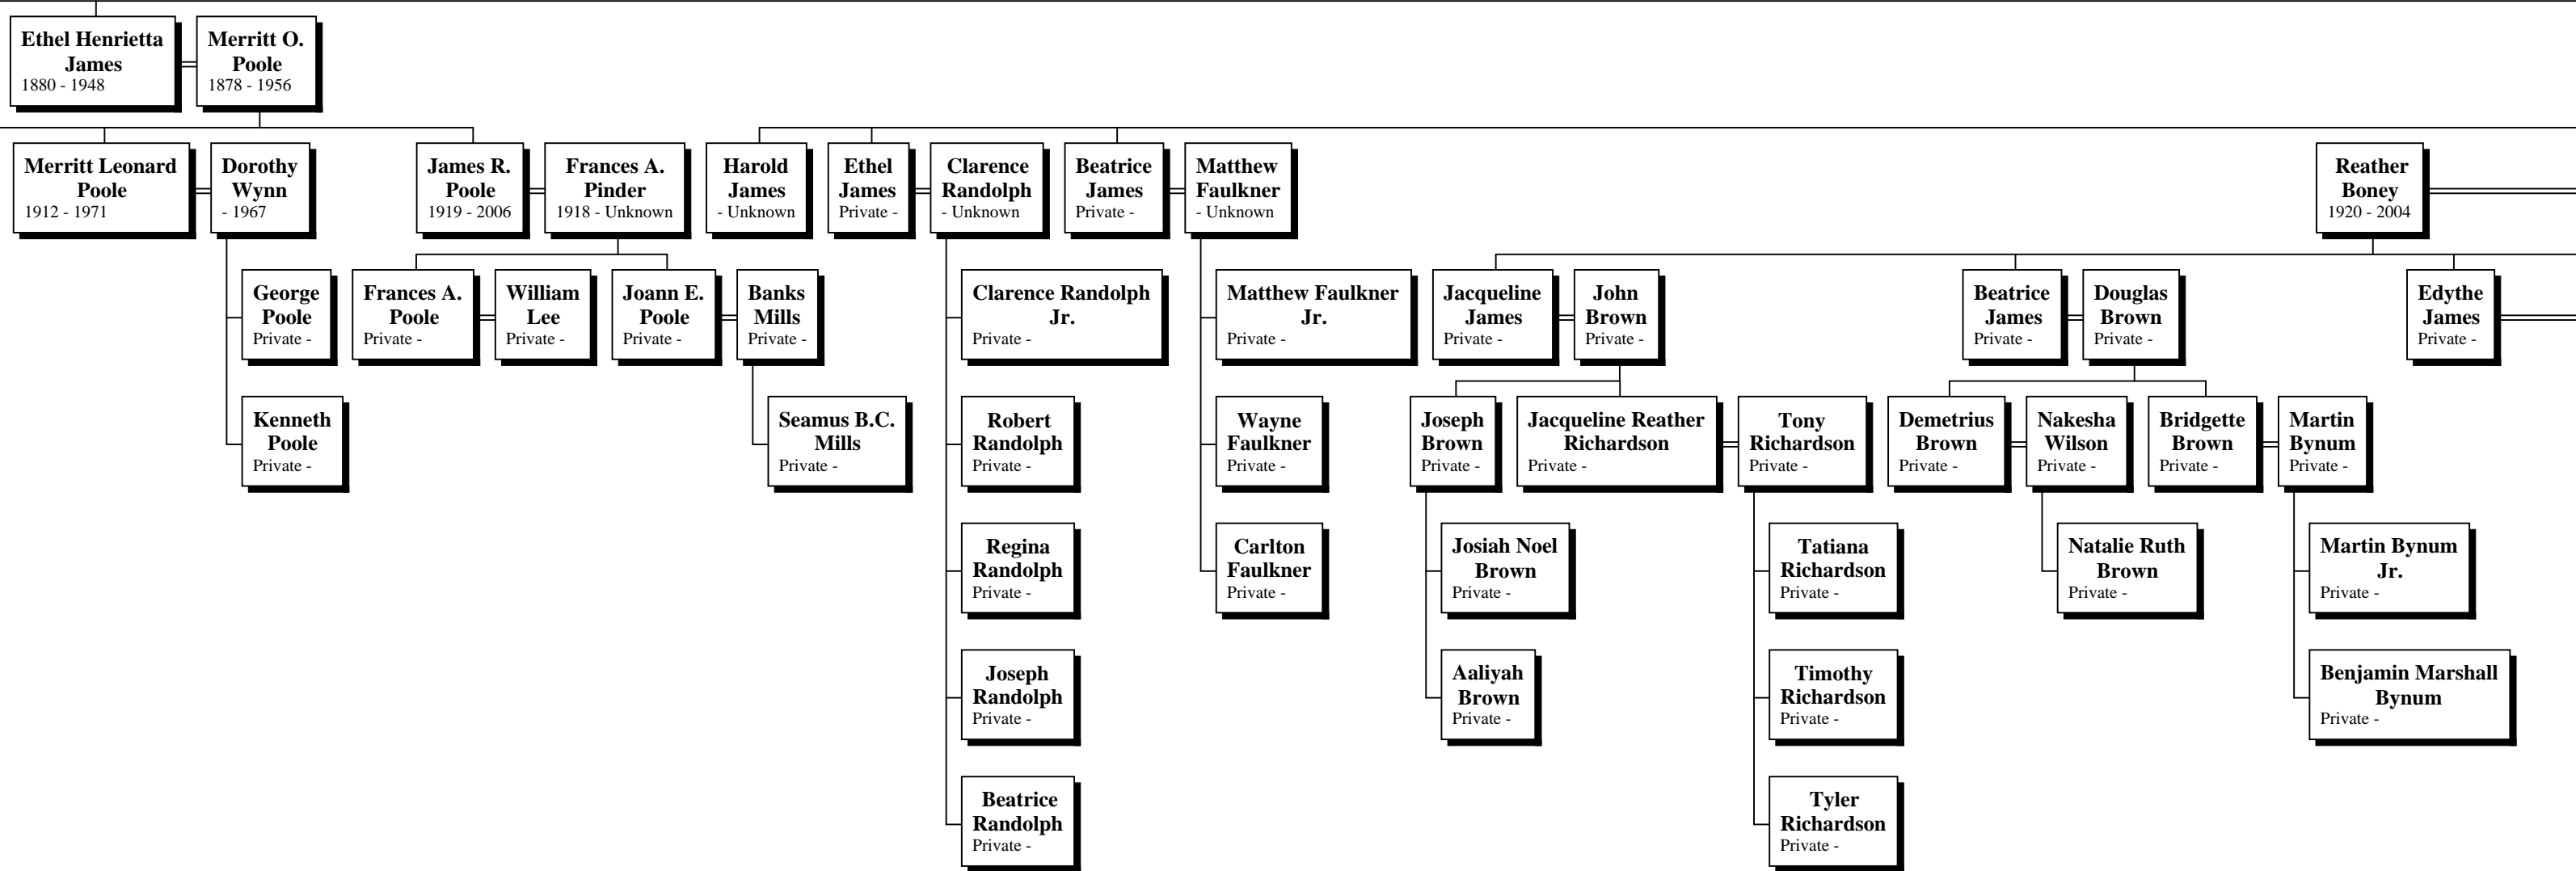 Ethel Henrietta
James
1880 - 1948
Merritt O.
Poole
1878 - 1956
Merritt Leonard
Poole
1912 - 1971
Dorothy
Wynn
- 1967
James R.
Poole
1919 - 2006
Frances A.
Pinder
1918 - Unknown
Harold
James
- Unknown
Ethel
James
Private -
Clarence
Randolph
- Unknown
Beatrice
James
Private -
Matthew
Faulkner
- Unknown
Reather
Boney
1920 - 2004
George
Poole
Private -
Frances A.
Poole
Private -
William
Lee
Private -
Joann E.
Poole
Private -
Banks
Mills
Private -
Clarence Randolph
Jr.
Private -
Matthew Faulkner
Jr.
Private -
Jacqueline
James
Private -
John
Brown
Private -
Beatrice
James
Private -
Douglas
Brown
Private -
Edythe
James
Private -
Kenneth
Poole
Private -
Seamus B.C.
Mills
Private -
Robert
Randolph
Private -
Wayne
Faulkner
Private -
Joseph
Brown
Private -
Jacqueline Reather
Richardson
Private -
Tony
Richardson
Private -
Demetrius
Brown
Private -
Nakesha
Wilson
Private -
Bridgette
Brown
Private -
Martin
Bynum
Private -
Regina
Randolph
Private -
Carlton
Faulkner
Private -
Josiah Noel
Brown
Private -
Tatiana
Richardson
Private -
Natalie Ruth
Brown
Private -
Martin Bynum
Jr.
Private -
Joseph
Randolph
Private -
Aaliyah
Brown
Private -
Timothy
Richardson
Private -
Benjamin Marshall
Bynum
Private -
Beatrice
Randolph
Private -
Tyler
Richardson
Private -